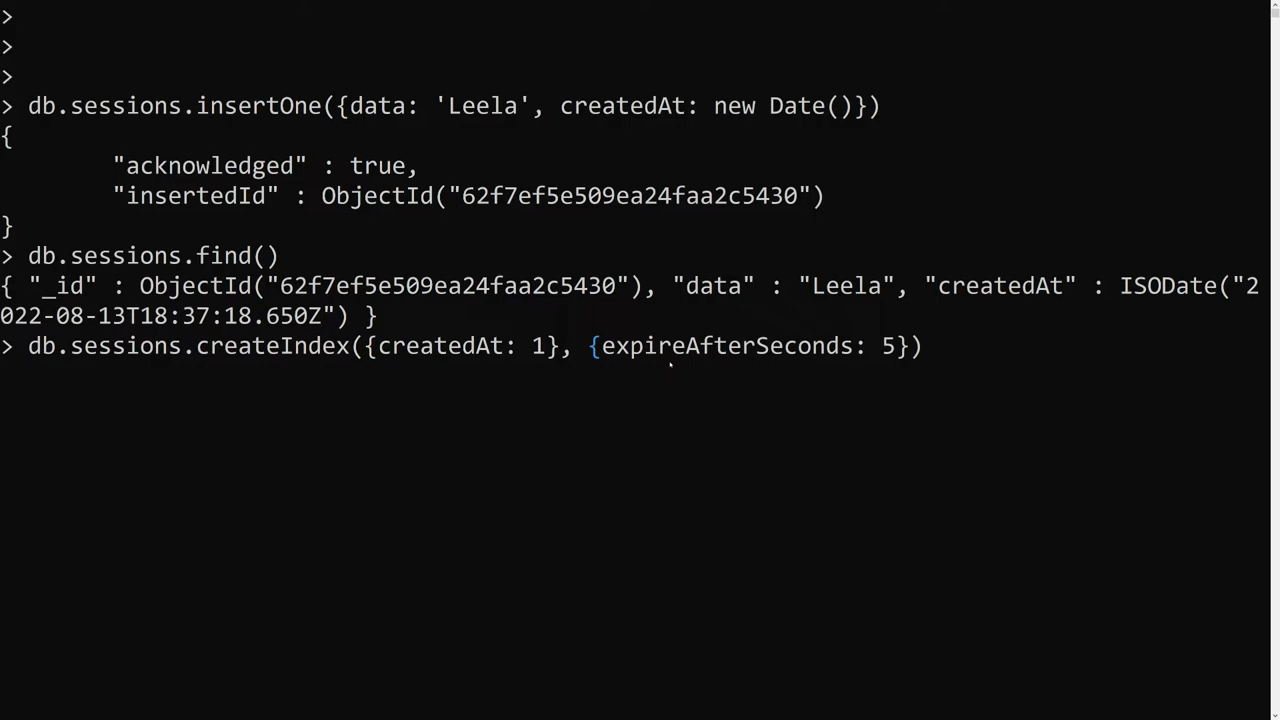 >
>
>
> db.sessions.insertOne({data: 'Leela', createdAt: new Date()})
{
        "acknowledged" : true,
        "insertedId" : ObjectId("62f7ef5e509ea24faa2c5430")
}
> db.sessions.find()
{ "_id" : ObjectId("62f7ef5e509ea24faa2c5430"), "data" : "Leela", "createdAt" : ISODate("2
022-08-13T18:37:18.650Z") }
> db.sessions.createIndex({createdAt: 1}, {expireAfterSeconds: 5})